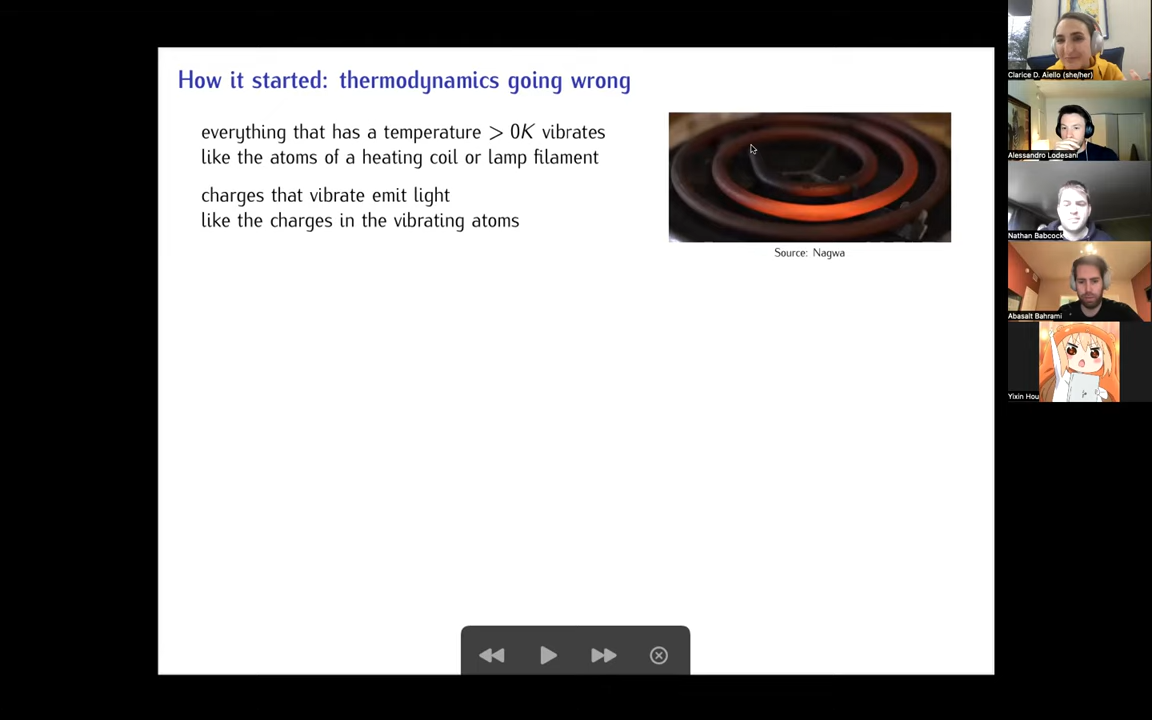 How it started: thermodynamics going wrong
everything that has a temperature > 0K vibrates
like the atoms of a heating coil or lamp filament
charges that vibrate emit light
like the charges in the vibrating atoms
Source: Nagwa
Clarice D. Aiello (she/her)
Alessandro Lodesani
Nathan Babcock
Abasalt Bahrami
Yixin Hou